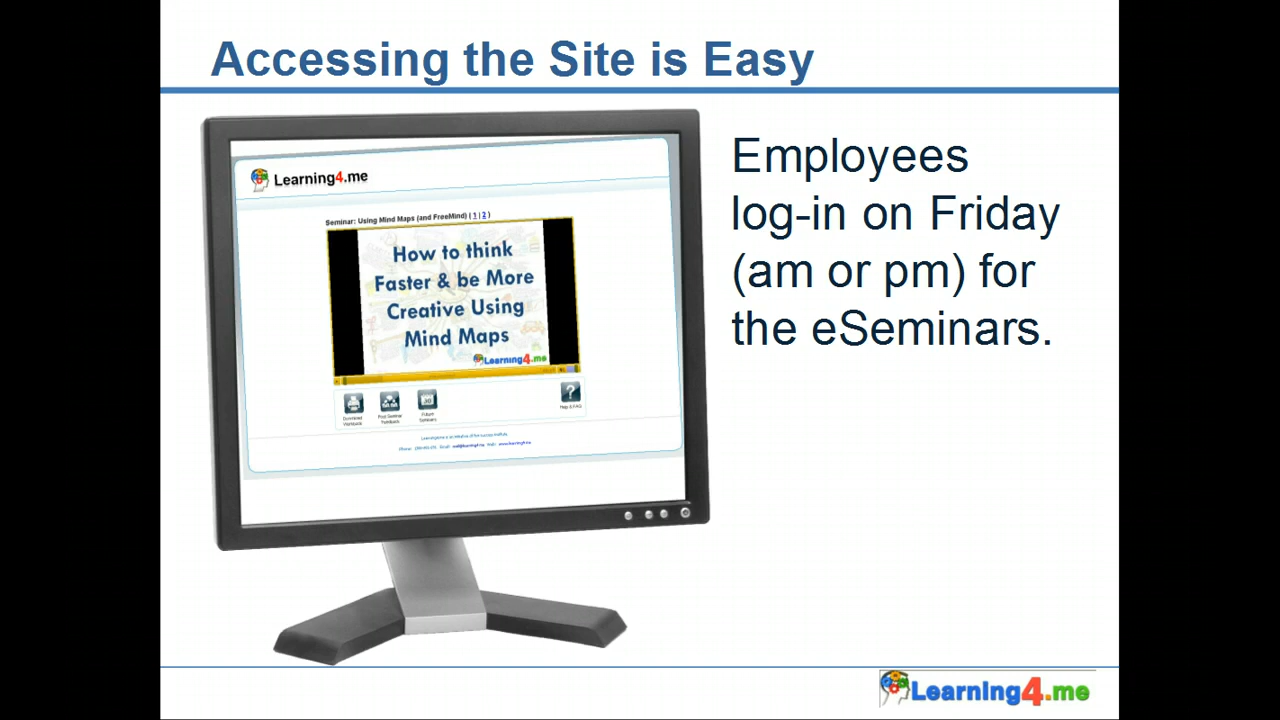 Accessing the Site is Easy
Employees
log-in on Friday
(am or pm) for
the eSeminars.
Learning4.me
Seminar: Using Mind Maps (and FreeMind) ( 1 | 2 )
How to think
Faster & be More
Creative Using
Mind Maps
Learning4.me
Help & FAQ
Learning4.me